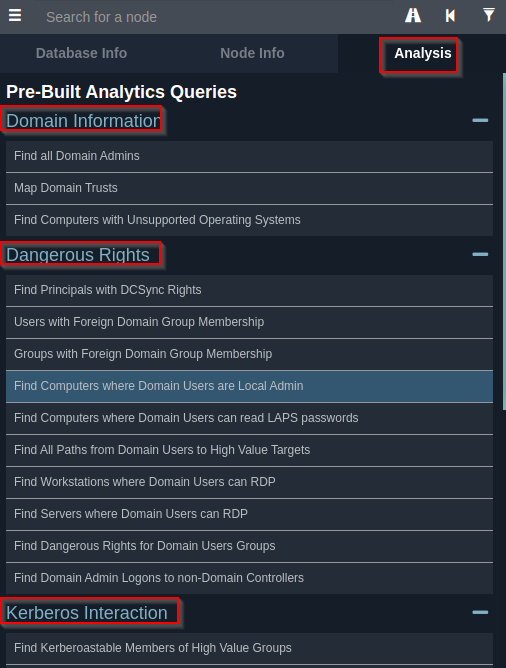 Search for a node
Database Info
Node Info
Analysis
Pre-Built Analytics Queries
Domain Information
Find all Domain Admins
Map Domain Trusts
Find Computers with Unsupported Operating Systems
Dangerous Rights
Find Principals with DCSync Rights
Users with Foreign Domain Group Membership
Groups with Foreign Domain Group Membership
Find Computers where Domain Users are Local Admin
Find Computers where Domain Users can read LAPS passwords
Find All Paths from Domain Users to High Value Targets
Find Workstations where Domain Users can RDP
Find Servers where Domain Users can RDP
Find Dangerous Rights for Domain Users Groups
Find Domain Admin Logons to non-Domain Controllers
Kerberos Interaction
Find Kerberoastable Members of High Value Groups